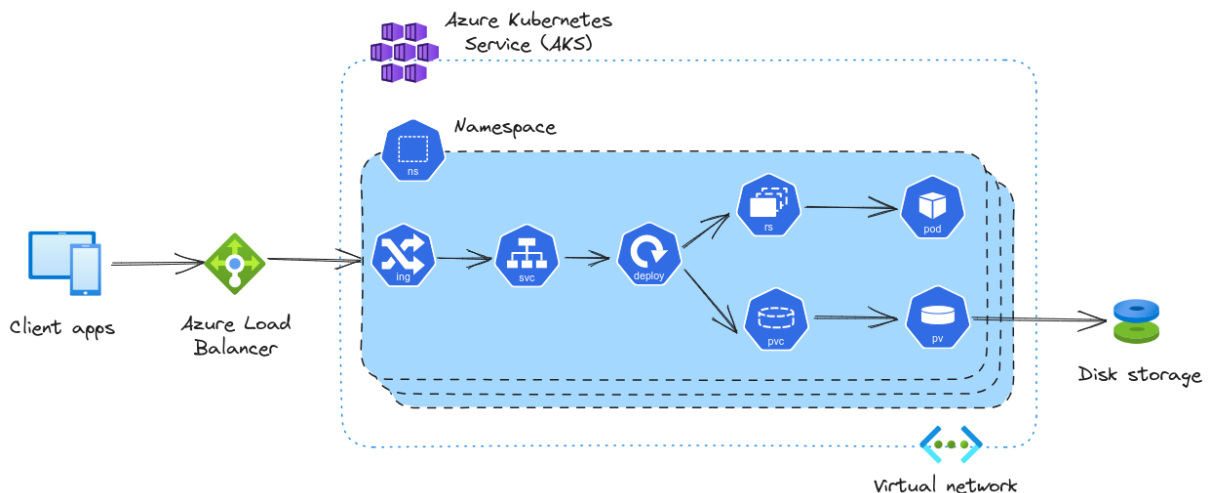 Azure Kubernetes
Service (AKS)
Namespace
ns
rs
pod
ing
svc
deploy
pvc
pv
Client apps
Azure Load
Balancer
Disk storage
Virtual network